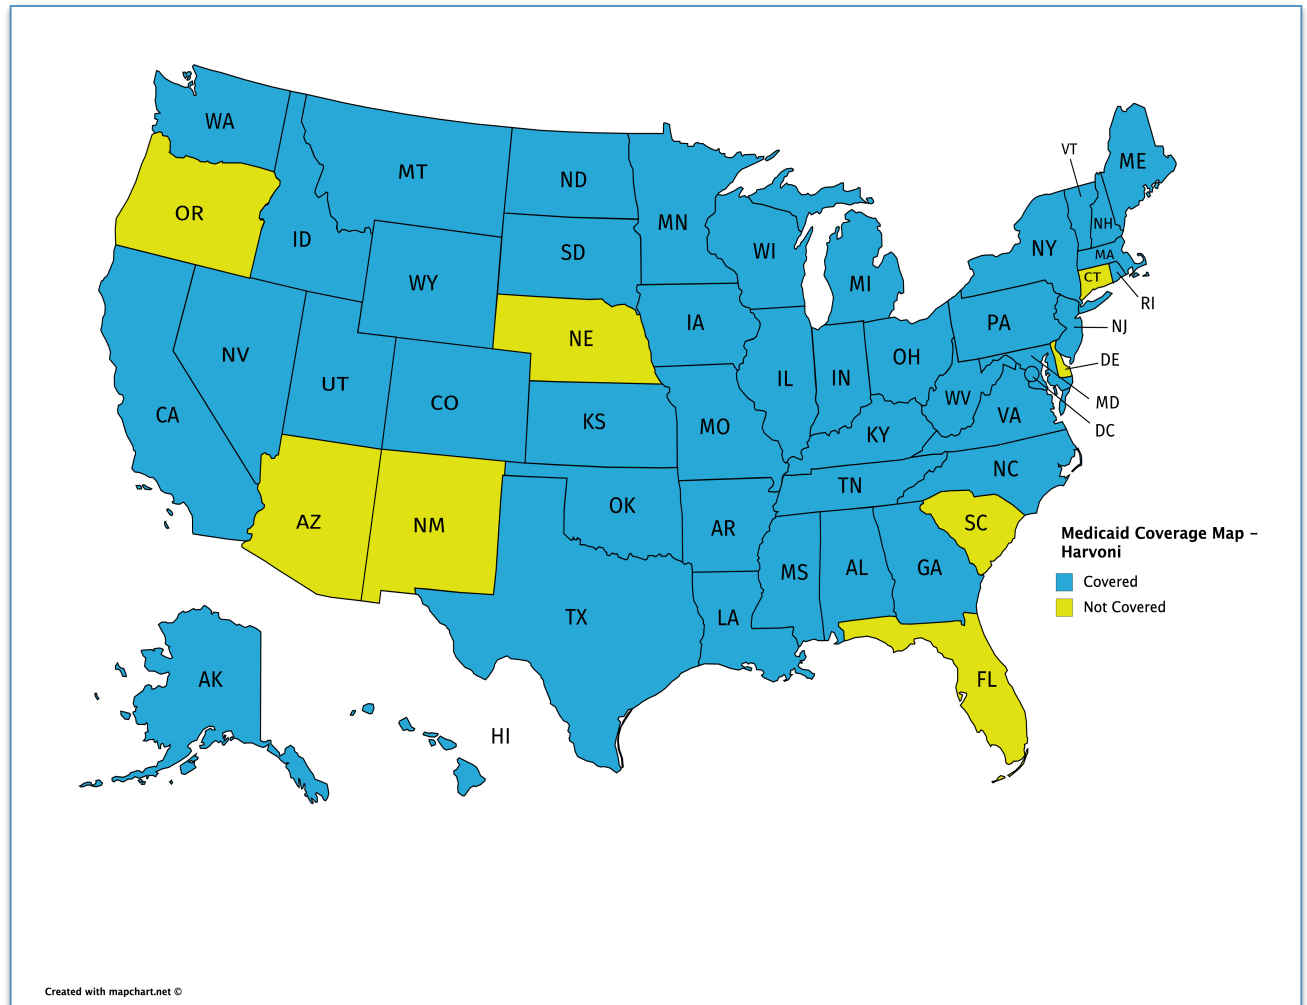 WA
MT
ND
MN
VT
ME
OR
ID
SD
WI
NY
NH
MA
CT
WY
MI
RI
NE
IA
PA
NJ
NV
UT
OH
DE
IL
IN
CO
CA
KS
MO
WV
VA
MD
DC
KY
NC
TN
AZ
NM
OK
AR
SC
MS
AL
GA
Medicaid Coverage Map –
Harvoni
Covered
Not Covered
TX
LA
AK
FL
HI
Created with mapchart.net ©